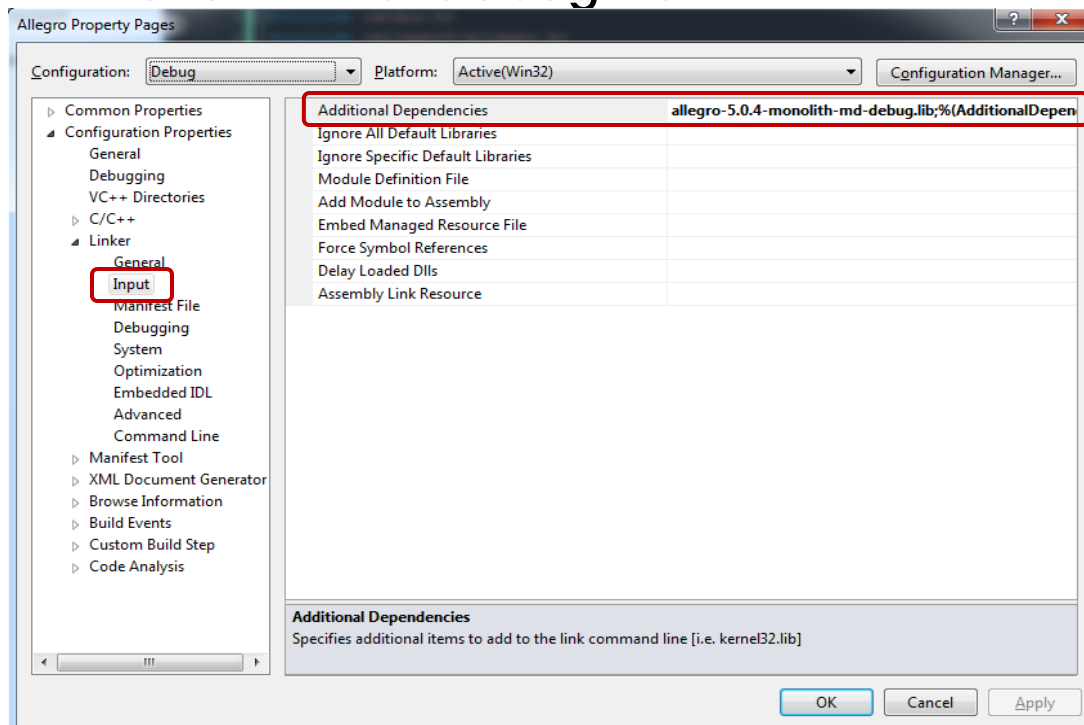 Allegro Property Pages
Configuration: Debug Platform: Active(Win32) Configuration Manager...
Common Properties
Configuration Properties
General
Debugging
VC++ Directories
C/C++
Linker
General
Input
Manifest File
Debugging
System
Optimization
Embedded IDL
Advanced
Command Line
Manifest Tool
XML Document Generator
Browse Information
Build Events
Custom Build Step
Code Analysis
Additional Dependencies allegro-5.0.4-monolith-md-debug.lib;%(AdditionalDepen
Ignore All Default Libraries
Ignore Specific Default Libraries
Module Definition File
Add Module to Assembly
Embed Managed Resource File
Force Symbol References
Delay Loaded Dlls
Assembly Link Resource
Additional Dependencies
Specifies additional items to add to the link command line [i.e. kernel32.lib]
OK Cancel Apply